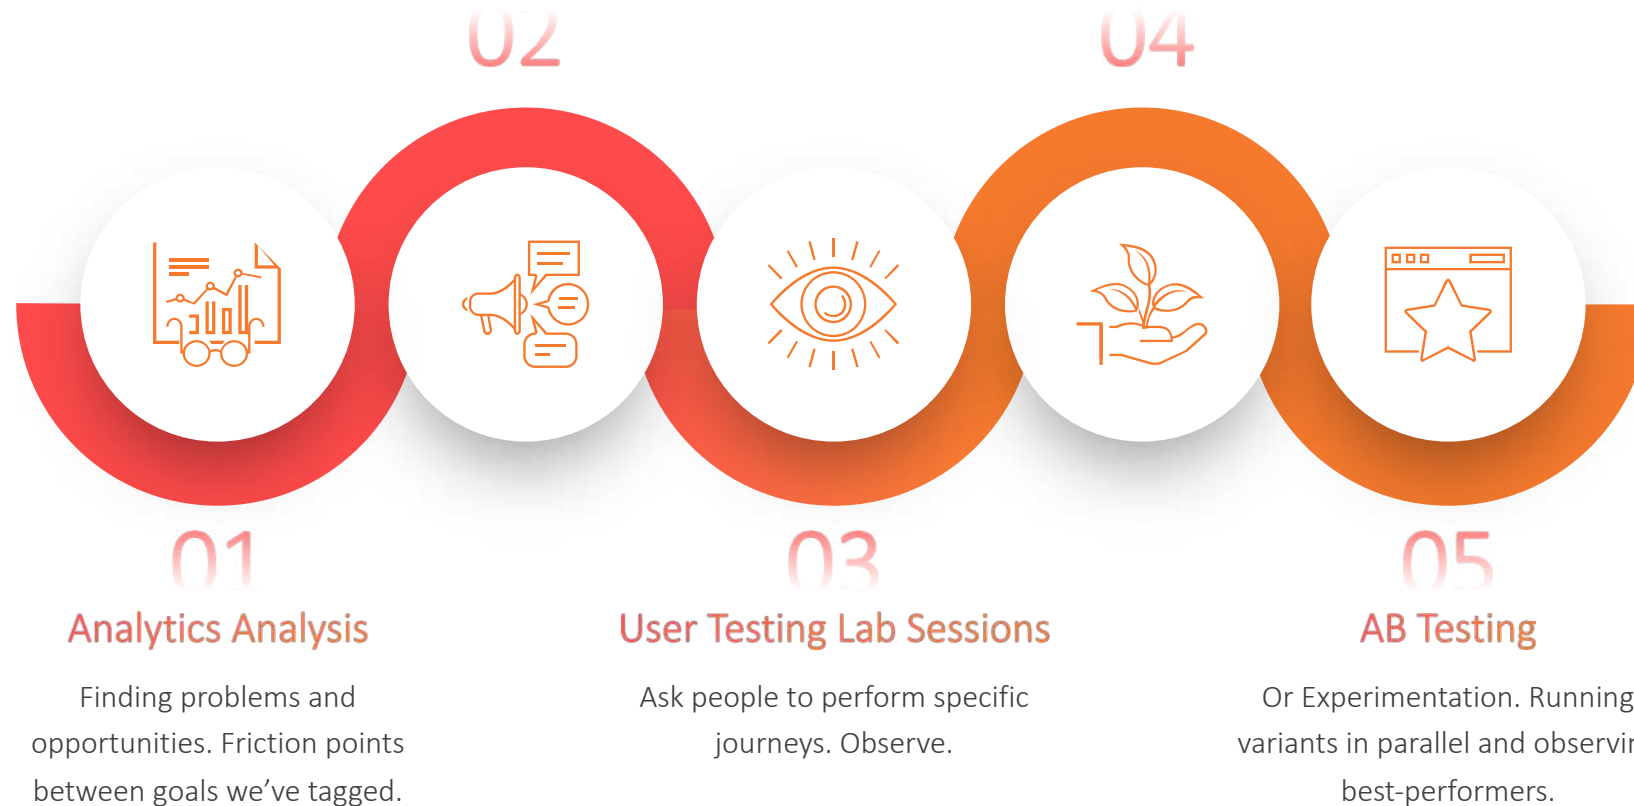 02
04
01
Analytics Analysis
Finding problems and
opportunities. Friction points
between goals we’ve tagged.
03
User Testing Lab Sessions
Ask people to perform specific
journeys. Observe.
05
AB Testing
Or Experimentation. Running
variants in parallel and
best-performers.